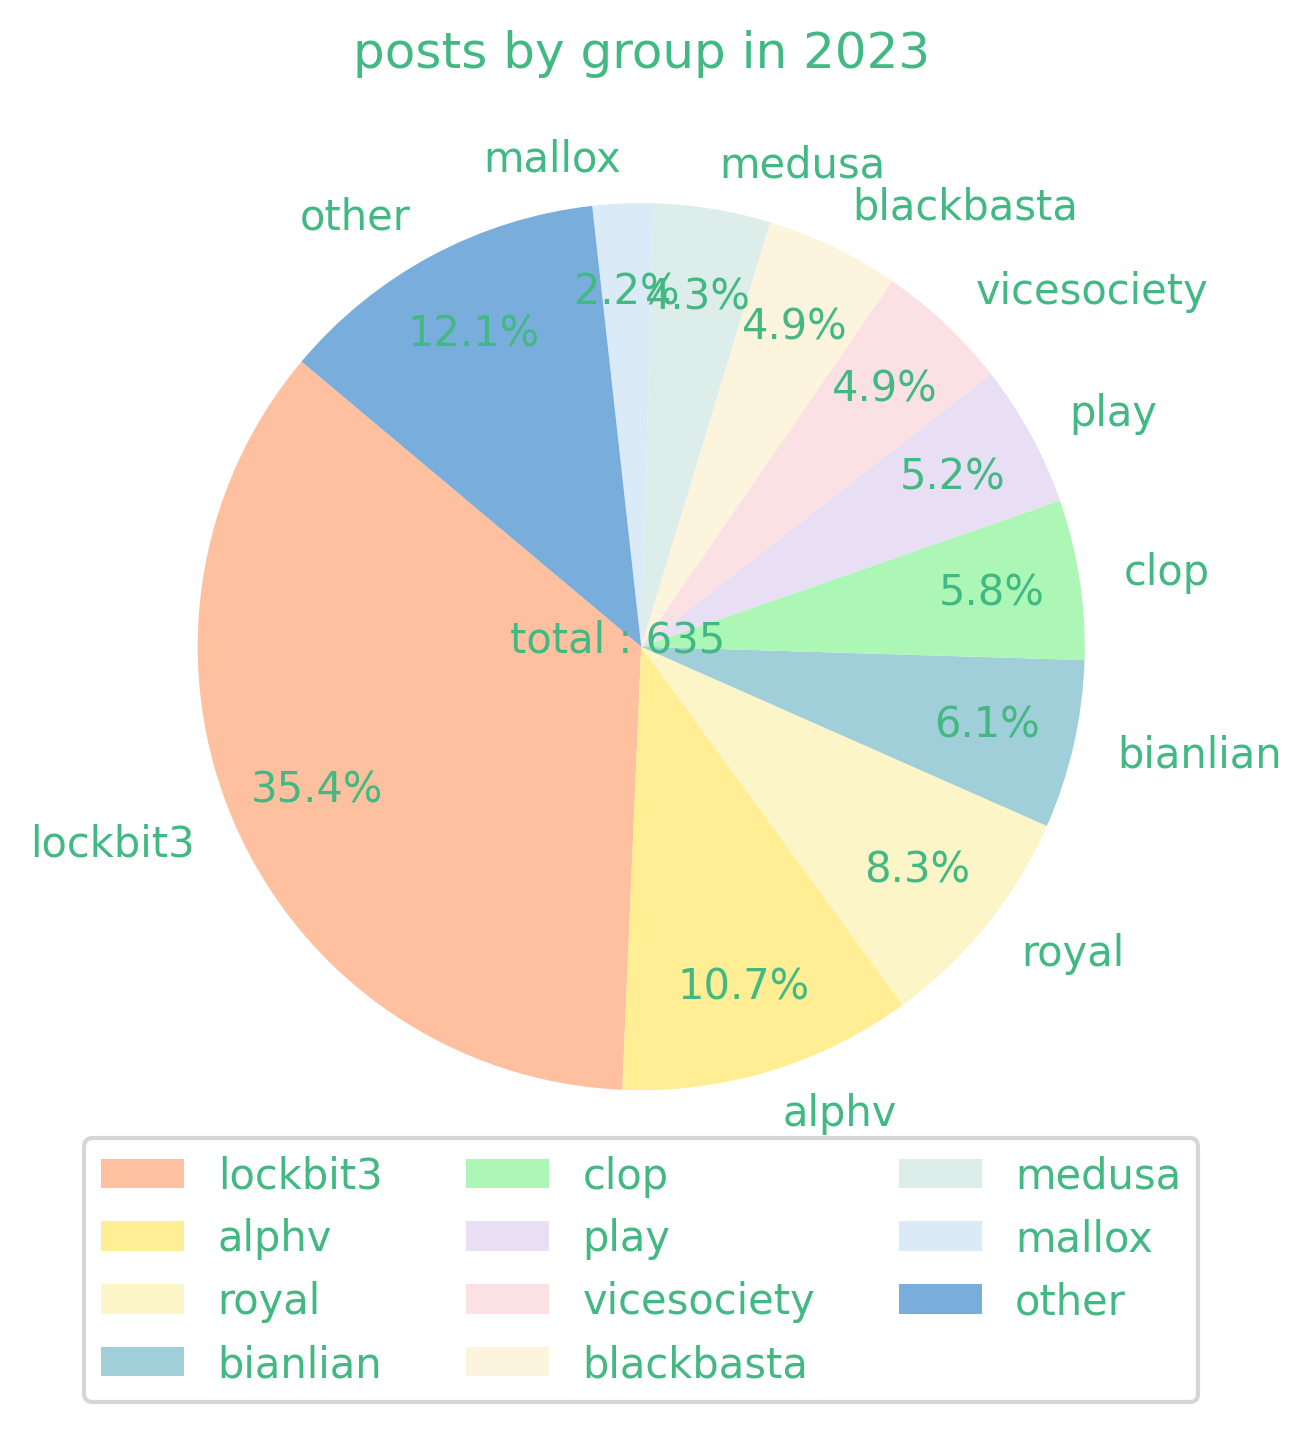 posts by group in 2023
mallox
medusa
blackbasta
other
vicesociety
2.2%
4.3%
4.9%
12.1%
4.9%
play
5.2%
clop
5.8%
total : 635
6.1%
bianlian
35.4%
lockbit3
8.3%
royal
10.7%
alphv
lockbit3
alphv
royal
bianlian
clop
play
vicesociety
blackbasta
medusa
mallox
other